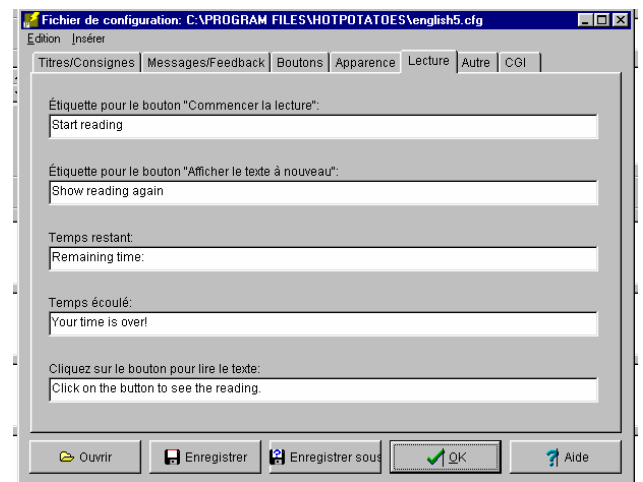 Fichier de configuration: C:\PROGRAM FILES\HOTPOTATOES\english5.cfg
Edition Insérer
Titres/Consignes Messages/Feedback Boutons Apparence Lecture Autre CGI
Étiquette pour le bouton "Commencer la lecture":
Start reading
Étiquette pour le bouton "Afficher le texte à nouveau":
Show reading again
Temps restant:
Remaining time:
Temps écoulé:
Your time is over!
Cliquez sur le bouton pour lire le texte:
Click on the button to see the reading.
Ouvrir Enregistrer Enregistrer sous OK Aide